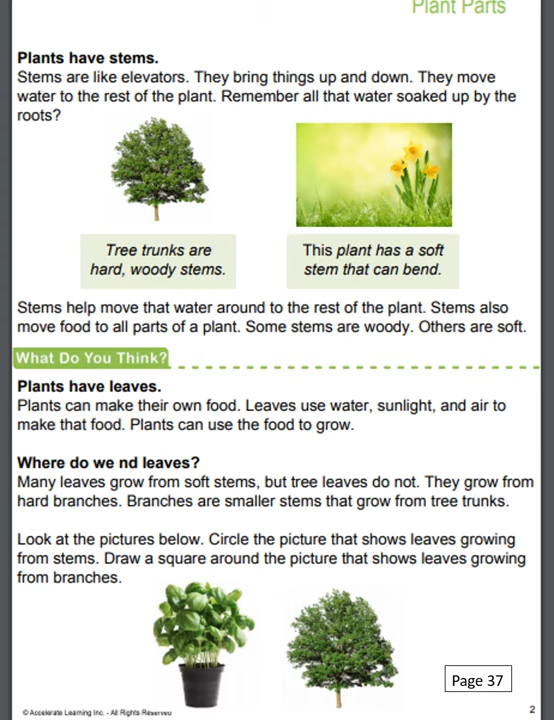 Plant Parts
Plants have stems.
Stems are like elevators. They bring things up and down. They move
water to the rest of the plant. Remember all that water soaked up by the
roots?
Tree trunks are
hard, woody stems.
This plant has a soft
stem that can bend.
Stems help move that water around to the rest of the plant. Stems also
move food to all parts of a plant. Some stems are woody. Others are soft.
What Do You Think?
Plants have leaves.
Plants can make their own food. Leaves use water, sunlight, and air to
make that food. Plants can use the food to grow.
Where do we nd leaves?
Many leaves grow from soft stems, but tree leaves do not. They grow from
hard branches. Branches are smaller stems that grow from tree trunks.
Look at the pictures below. Circle the picture that shows leaves growing
from stems. Draw a square around the picture that shows leaves growing
from branches.
Page 37
© Accelerate Learning Inc. - All Rights Reserved
2